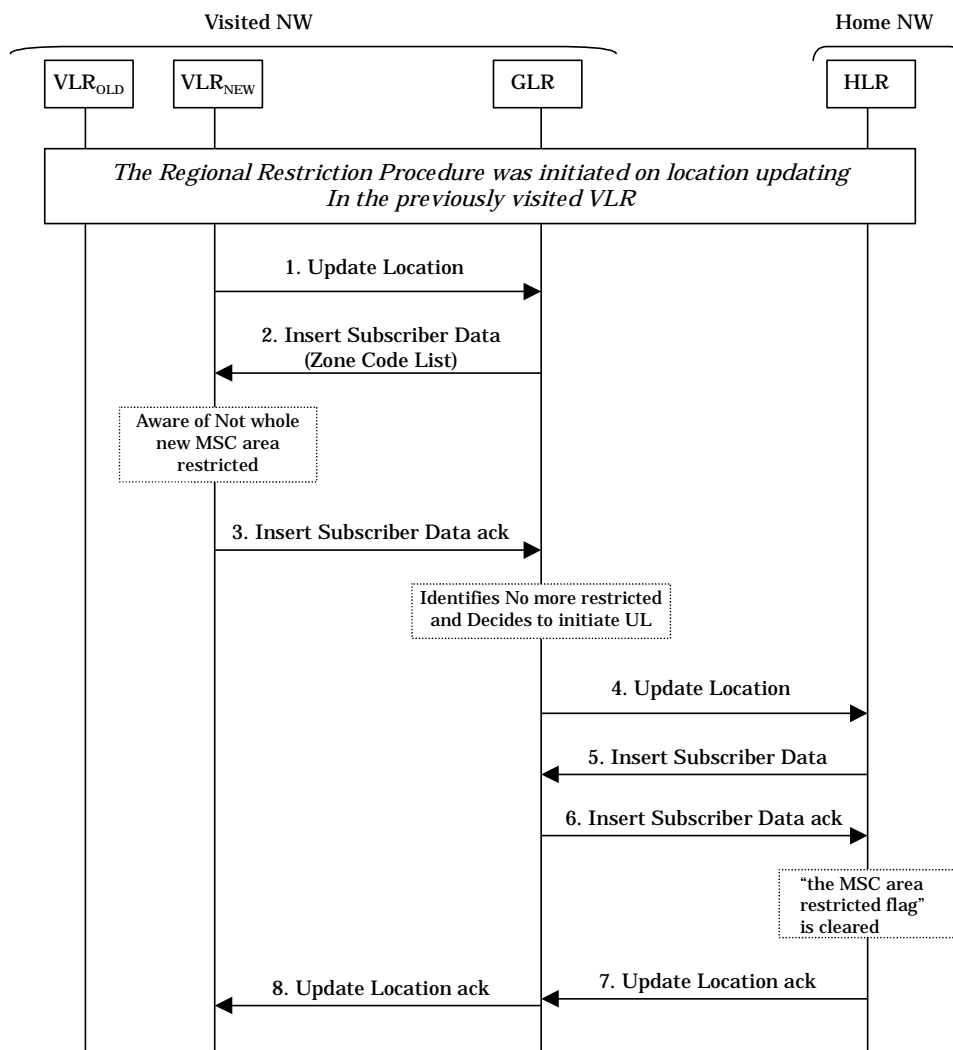 Visited NW
Home NW
VLR_OLD
VLR_NEW
GLR
HLR
The Regional Restriction Procedure was initiated on location updating
In the previously visited VLR
1. Update Location
2. Insert Subscriber Data
(Zone Code List)
Aware of Not whole
new MSC area
restricted
3. Insert Subscriber Data ack
Identifies No more restricted
and Decides to initiate UL
4. Update Location
5. Insert Subscriber Data
6. Insert Subscriber Data ack
“the MSC area
restricted flag”
is cleared
7. Update Location ack
8. Update Location ack